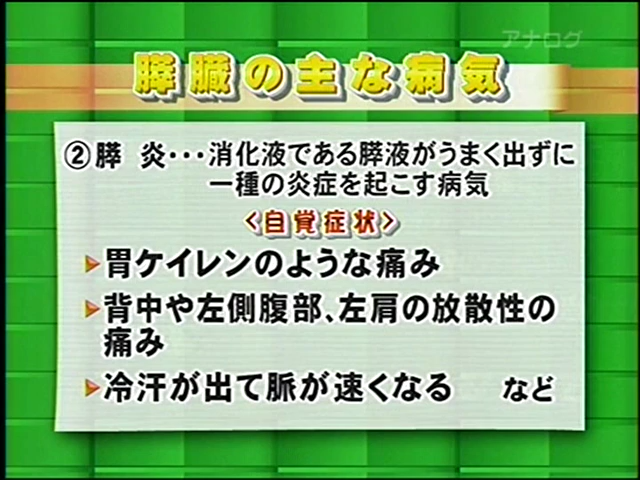 アナログ
膵臓の主な病気
②膵 炎・・・消化液である膵液がうまく出ずに
一種の炎症を起こす病気
<自覚症状>
▶胃ケイレンのような痛み
▶背中や左側腹部、左肩の放散性の
痛み
▶冷汗が出て脈が速くなる など